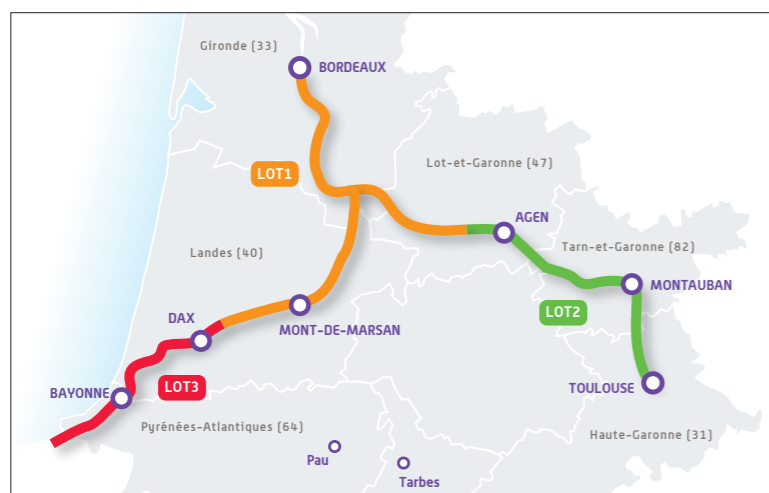 Gironde (33)
BORDEAUX
LOT1
Lot-et-Garonne (47)
AGEN
Landes (40)
Tarn-et-Garonne (82)
MONTAUBAN
LOT2
DAX
MONT-DE-MARSAN
LOT3
BAYONNE
TOULOUSE
Pyrénées-Atlantiques (64)
Haute-Garonne (31)
Pau
Tarbes